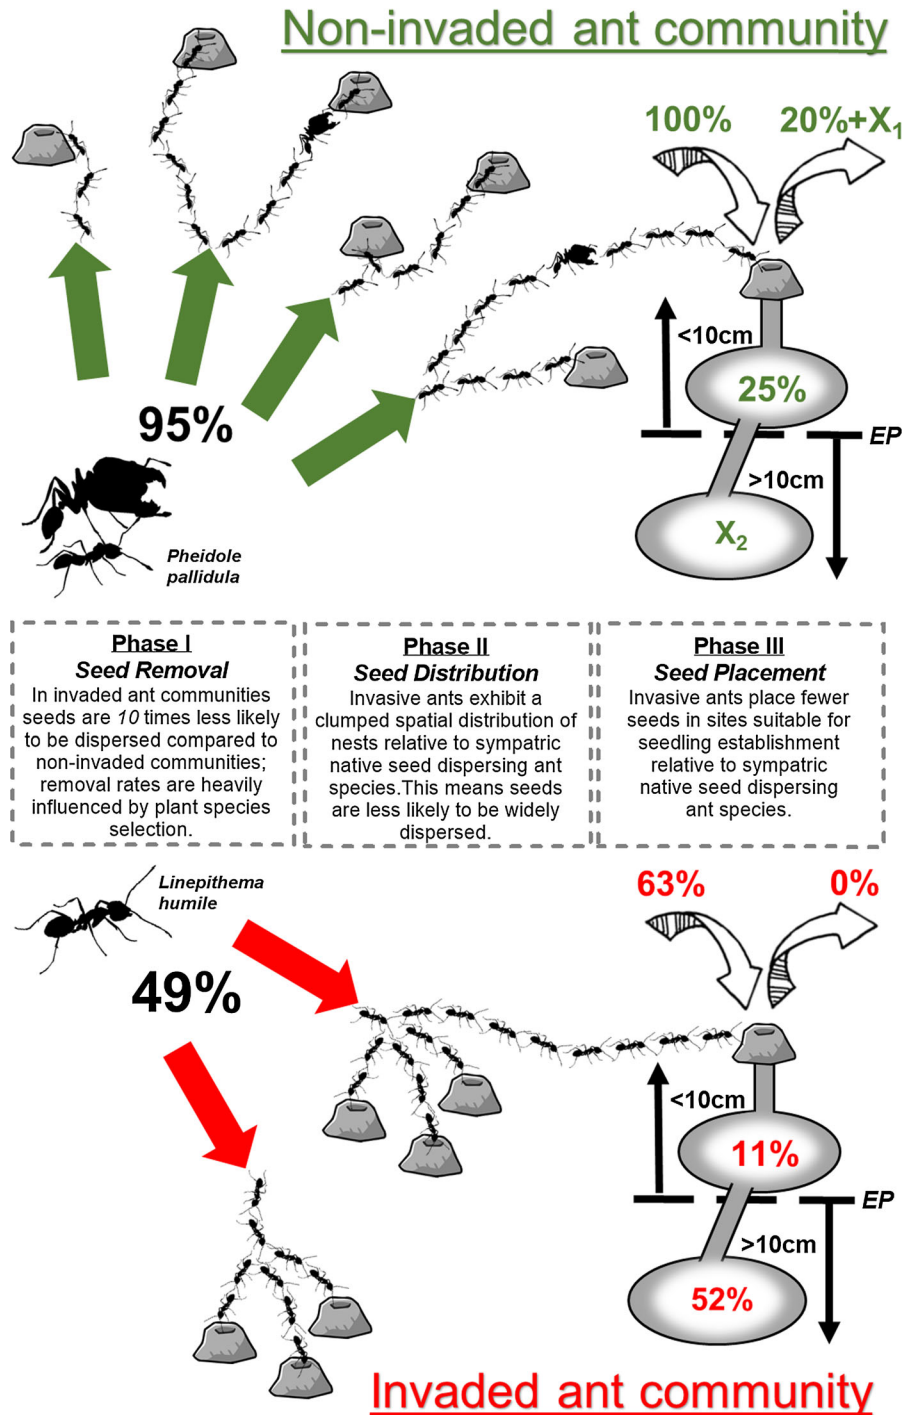 Non-invaded ant community
100%
20%+X₁
<10cm
25%
EP
>10cm
X₂
95%
Pheidole
pallidula
Phase I
Seed Removal
In invaded ant communities
seeds are 10 times less likely
to be dispersed compared to
non-invaded communities;
removal rates are heavily
influenced by plant species
selection.
Phase II
Seed Distribution
Invasive ants exhibit a
clumped spatial distribution of
nests relative to sympatric
native seed dispersing ant
species.This means seeds
are less likely to be widely
dispersed.
Phase III
Seed Placement
Invasive ants place fewer
seeds in sites suitable for
seedling establishment
relative to sympatric
native seed dispersing
ant species.
Linepithema
humile
49%
63%
0%
<10cm
11%
EP
>10cm
52%
Invaded ant community